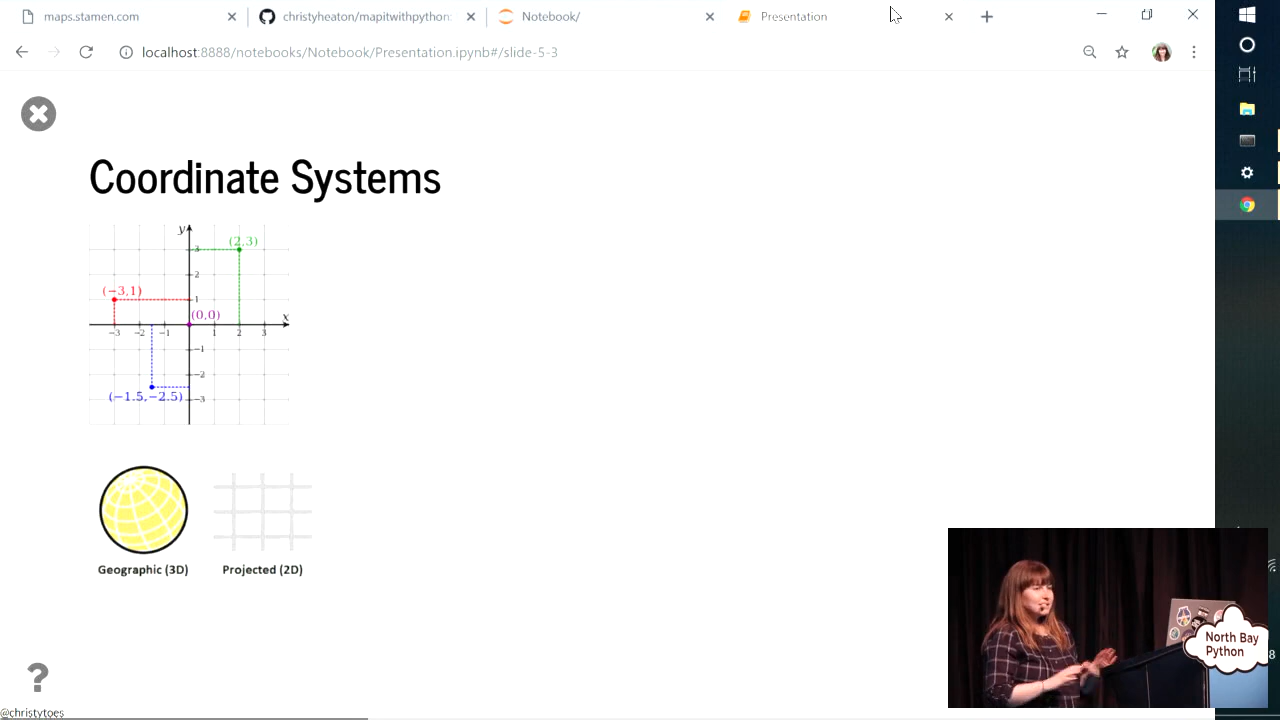 maps.stamen.com
christyheaton/mapitwithpython:
Notebook/
Presentation
localhost:8888/notebooks/Notebook/Presentation.ipynb#/slide-5-3
Coordinate Systems
y
(2,3)
3
2
(−3,1)
1
(0,0)
x
−3 −2 −1 1 2 3
−1
−2
(−1.5,−2.5)
−3
Geographic (3D) Projected (2D)
North Bay
Python
8
?
@christytoes